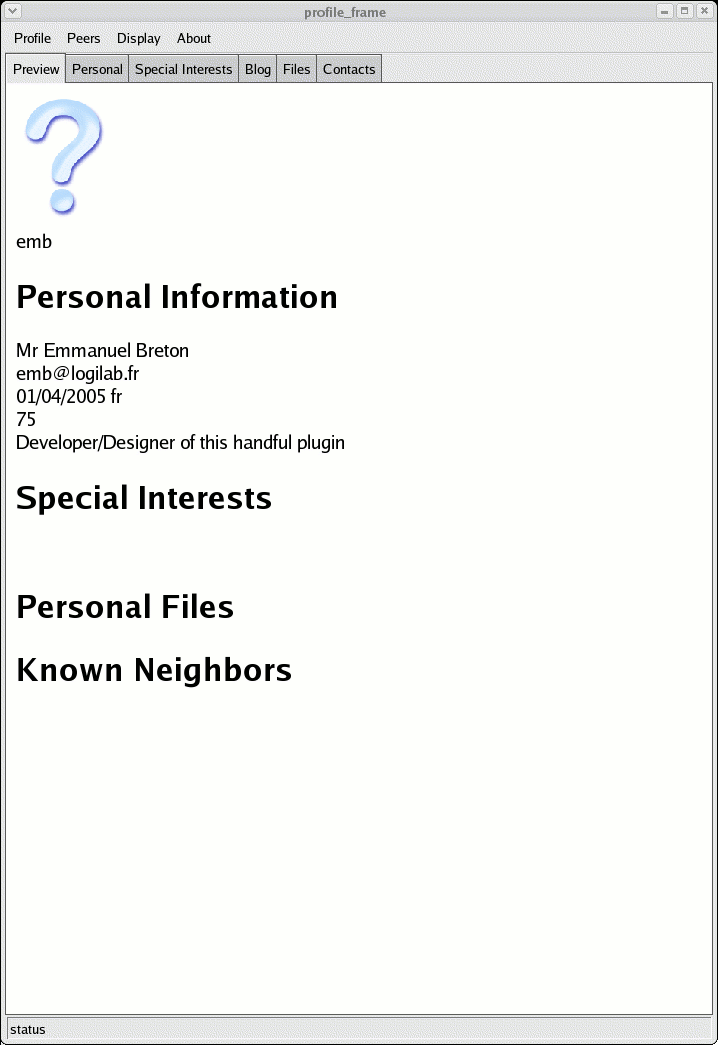 profile_frame
Profile Peers Display About
Preview Personal Special Interests Blog Files Contacts
emb
Personal Information
Mr Emmanuel Breton
emb@logilab.fr
01/04/2005 fr
75
Developer/Designer of this handful plugin
Special Interests
Personal Files
Known Neighbors
status